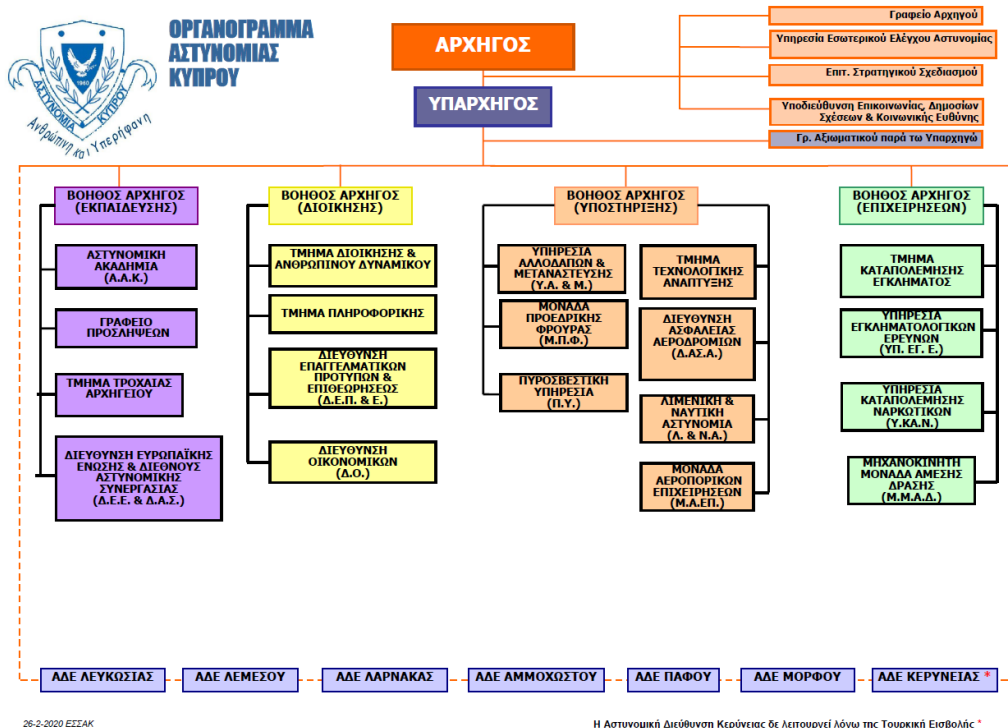 ΟΡΓΑΝΟΓΡΑΜΜΑ
ΑΣΤΥΝΟΜΙΑΣ
ΚΥΠΡΟΥ
1960
ΑΣΤΥΝΟΜΙΑ ΚΥΠΡΟΥ
Ανθρώπινη και Υπερήφανη
ΑΡΧΗΓΟΣ
ΥΠΑΡΧΗΓΟΣ
Γραφείο Αρχηγού
Υπηρεσία Εσωτερικού Ελέγχου Αστυνομίας
Επιτ. Στρατηγικού Σχεδιασμού
Υποδιεύθυνση Επικοινωνίας, Δημοσίων
Σχέσεων & Κοινωνικής Ευθύνης
Γρ. Αξιωματικού παρά τω Υπαρχηγώ
ΒΟΗΘΟΣ ΑΡΧΗΓΟΣ
(ΕΚΠΑΙΔΕΥΣΗΣ)
ΑΣΤΥΝΟΜΙΚΗ
ΑΚΑΔΗΜΙΑ
(Α.Α.Κ.)
ΓΡΑΦΕΙΟ
ΠΡΟΣΛΗΨΕΩΝ
ΤΜΗΜΑ ΤΡΟΧΑΙΑΣ
ΑΡΧΗΓΕΙΟΥ
ΔΙΕΥΘΥΝΣΗ ΕΥΡΩΠΑΪΚΗΣ
ΕΝΩΣΗΣ & ΔΙΕΘΝΟΥΣ
ΑΣΤΥΝΟΜΙΚΗΣ
ΣΥΝΕΡΓΑΣΙΑΣ
(Δ.Ε.Ε. & Δ.Α.Σ.)
ΒΟΗΘΟΣ ΑΡΧΗΓΟΣ
(ΔΙΟΙΚΗΣΗΣ)
ΤΜΗΜΑ ΔΙΟΙΚΗΣΗΣ &
ΑΝΘΡΩΠΙΝΟΥ ΔΥΝΑΜΙΚΟΥ
ΤΜΗΜΑ ΠΛΗΡΟΦΟΡΙΚΗΣ
ΔΙΕΥΘΥΝΣΗ
ΕΠΑΓΓΕΛΜΑΤΙΚΩΝ
ΠΡΟΤΥΠΩΝ &
ΕΠΙΘΕΩΡΗΣΕΩΣ
(Δ.Ε.Π. & Ε.)
ΔΙΕΥΘΥΝΣΗ
ΟΙΚΟΝΟΜΙΚΩΝ
(Δ.Ο.)
ΒΟΗΘΟΣ ΑΡΧΗΓΟΣ
(ΥΠΟΣΤΗΡΙΞΗΣ)
ΥΠΗΡΕΣΙΑ
ΑΛΛΟΔΑΠΩΝ &
ΜΕΤΑΝΑΣΤΕΥΣΗΣ
(Υ.Α. & Μ.)
ΜΟΝΑΔΑ
ΠΡΟΕΔΡΙΚΗΣ
ΦΡΟΥΡΑΣ
(Μ.Π.Φ.)
ΠΥΡΟΣΒΕΣΤΙΚΗ
ΥΠΗΡΕΣΙΑ
(Π.Υ.)
ΤΜΗΜΑ
ΤΕΧΝΟΛΟΓΙΚΗΣ
ΑΝΑΠΤΥΞΗΣ
ΔΙΕΥΘΥΝΣΗ
ΑΣΦΑΛΕΙΑΣ
ΑΕΡΟΔΡΟΜΙΩΝ
(Δ.ΑΣ.Α.)
ΛΙΜΕΝΙΚΗ &
ΝΑΥΤΙΚΗ
ΑΣΤΥΝΟΜΙΑ
(Λ. & Ν.Α.)
ΜΟΝΑΔΑ
ΑΕΡΟΠΟΡΙΚΩΝ
ΕΠΙΧΕΙΡΗΣΕΩΝ
(Μ.Α.ΕΠ.)
ΒΟΗΘΟΣ ΑΡΧΗΓΟΣ
(ΕΠΙΧΕΙΡΗΣΕΩΝ)
ΤΜΗΜΑ
ΚΑΤΑΠΟΛΕΜΗΣΗΣ
ΕΓΚΛΗΜΑΤΟΣ
ΥΠΗΡΕΣΙΑ
ΕΓΚΛΗΜΑΤΟΛΟΓΙΚΩΝ
ΕΡΕΥΝΩΝ
(ΥΠ. ΕΓ. Ε.)
ΥΠΗΡΕΣΙΑ
ΚΑΤΑΠΟΛΕΜΗΣΗΣ
ΝΑΡΚΩΤΙΚΩΝ
(Υ.ΚΑ.Ν.)
ΜΗΧΑΝΟΚΙΝΗΤΗ
ΜΟΝΑΔΑ ΑΜΕΣΗΣ
ΔΡΑΣΗΣ
(Μ.Μ.Α.Δ.)
ΑΔΕ ΛΕΥΚΩΣΙΑΣ
ΑΔΕ ΛΕΜΕΣΟΥ
ΑΔΕ ΛΑΡΝΑΚΑΣ
ΑΔΕ ΑΜΜΟΧΩΣΤΟΥ
ΑΔΕ ΠΑΦΟΥ
ΑΔΕ ΜΟΡΦΟΥ
ΑΔΕ ΚΕΡΥΝΕΙΑΣ *
26-2-2020 ΕΣΣΑΚ
Η Αστυνομική Διεύθυνση Κερύνειας δε λειτουργεί λόγω της Τουρκική Εισβολής *